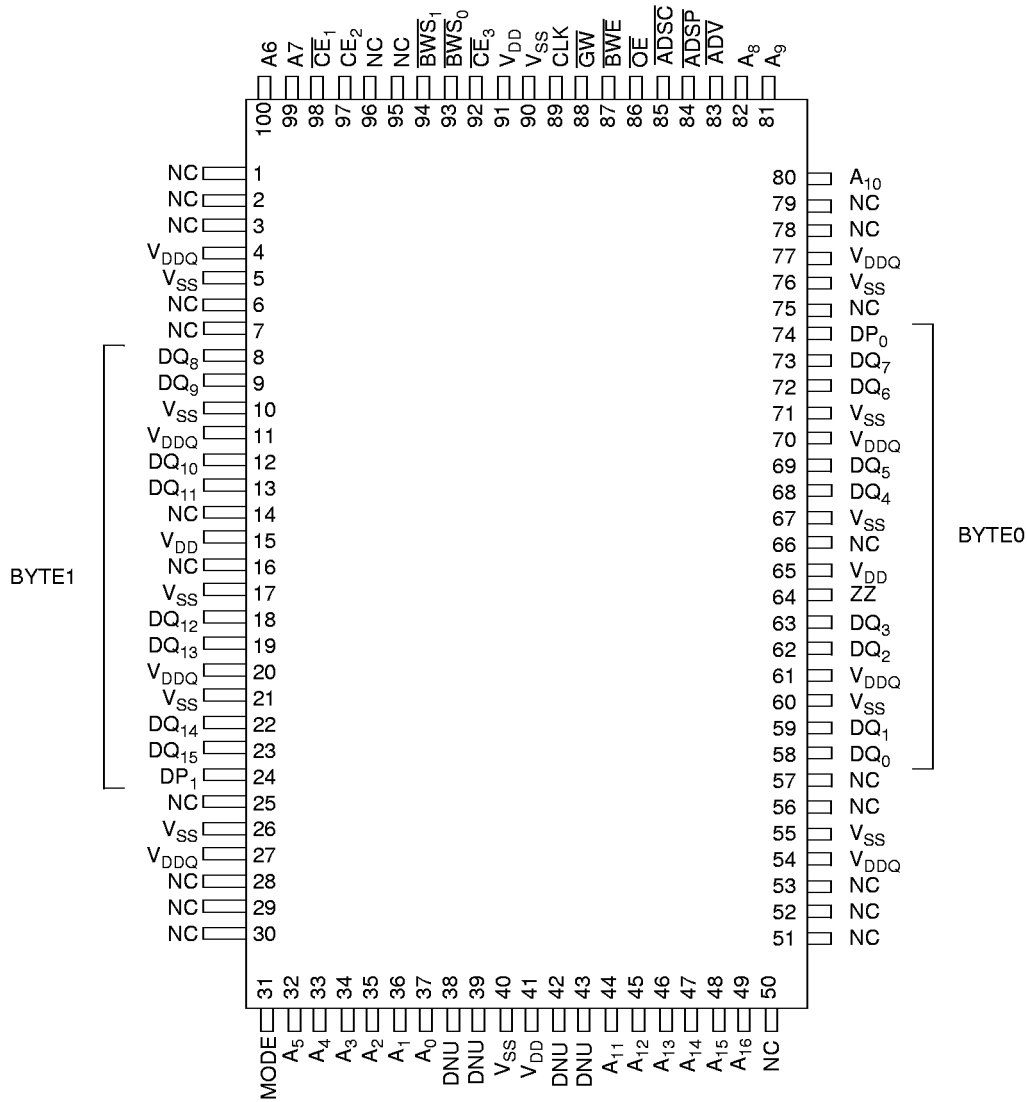 A6
A7
CE1
CE2
NC
NC
BWS1
BWS0
CE3
VDD
VSS
CLK
GW
BWE
OE
ADSC
ADSP
ADV
A8
A9
100
99
98
97
96
95
94
93
92
91
90
89
88
87
86
85
84
83
82
81
NC 1
NC 2
NC 3
VDDQ 4
VSS 5
NC 6
NC 7
DQ8 8
DQ9 9
VSS 10
VDDQ 11
DQ10 12
DQ11 13
NC 14
VDD 15
NC 16
VSS 17
DQ12 18
DQ13 19
VDDQ 20
VSS 21
DQ14 22
DQ15 23
DP1 24
NC 25
VSS 26
VDDQ 27
NC 28
NC 29
NC 30
BYTE1
80 A10
79 NC
78 NC
77 VDDQ
76 VSS
75 NC
74 DP0
73 DQ7
72 DQ6
71 VSS
70 VDDQ
69 DQ5
68 DQ4
67 VSS
66 NC
65 VDD
64 ZZ
63 DQ3
62 DQ2
61 VDDQ
60 VSS
59 DQ1
58 DQ0
57 NC
56 NC
55 VSS
54 VDDQ
53 NC
52 NC
51 NC
BYTE0
31
32
33
34
35
36
37
38
39
40
41
42
43
44
45
46
47
48
49
50
MODE
A5
A4
A3
A2
A1
A0
DNU
DNU
VSS
VDD
DNU
DNU
A11
A12
A13
A14
A15
A16
NC